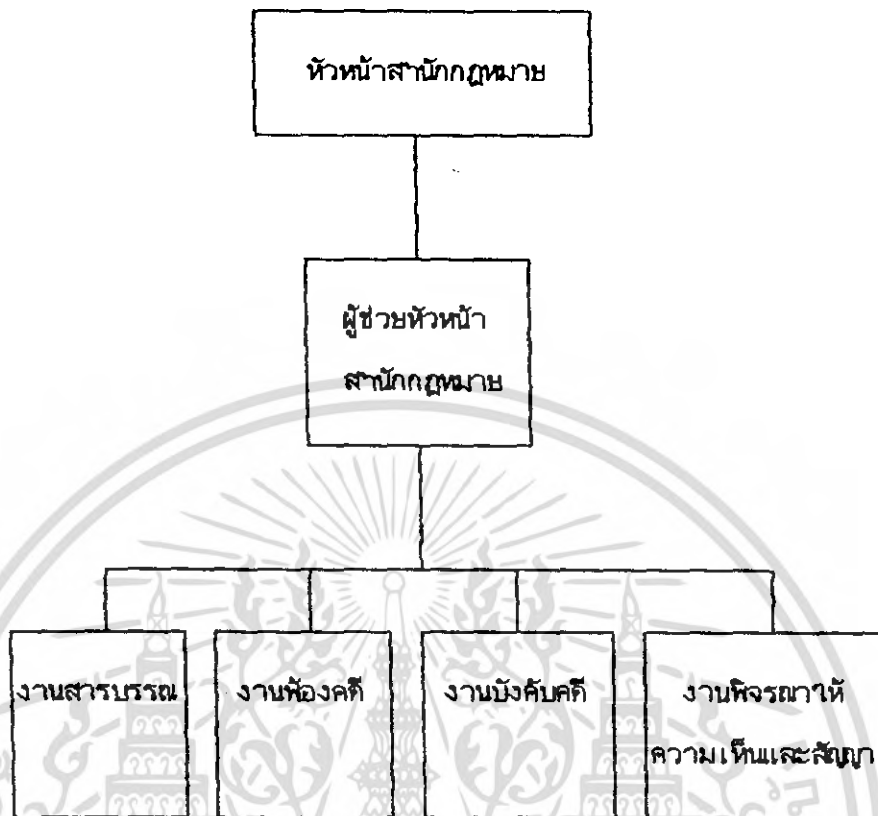 หัวหน้าสำนักกฎหมาย
ผู้ช่วยหัวหน้า
สำนักกฎหมาย
งานสารบรรณ
งานฟ้องคดี
งานบังคับคดี
งานพิจรณาให้
ความเห็นและสัญญา